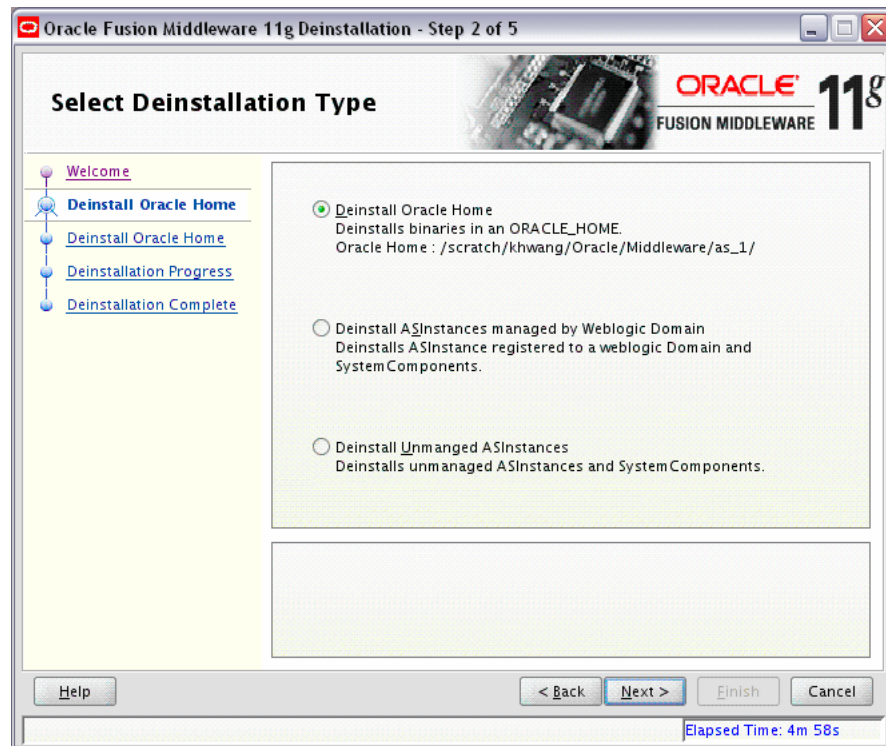 Oracle Fusion Middleware 11g Deinstallation - Step 2 of 5
Select Deinstallation Type
ORACLE
FUSION MIDDLEWARE
11g
Welcome
Deinstall Oracle Home
Deinstall Oracle Home
Deinstallation Progress
Deinstallation Complete
Deinstall Oracle Home
Deinstalls binaries in an ORACLE_HOME.
Oracle Home : /scratch/khwang/Oracle/Middleware/as_1/
Deinstall ASInstances managed by Weblogic Domain
Deinstalls ASInstance registered to a weblogic Domain and
SystemComponents.
Deinstall Unmanged ASInstances
Deinstalls unmanaged ASInstances and SystemComponents.
Help
< Back
Next >
Finish
Cancel
Elapsed Time: 4m 58s